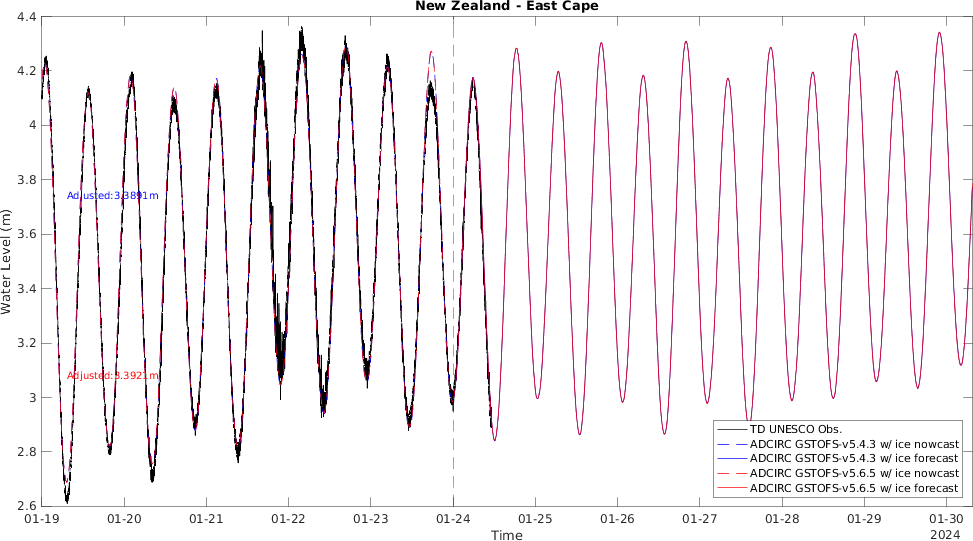 New Zealand - East Cape
4.4
4.2
4
3.8
3.6
3.4
3.2
3
2.8
2.6
Water Level (m)
Adjusted:3.3891m
Adjusted:3.3921m
TD UNESCO Obs.
ADCIRC GSTOFS-v5.4.3 w/ ice nowcast
ADCIRC GSTOFS-v5.4.3 w/ ice forecast
ADCIRC GSTOFS-v5.6.5 w/ ice nowcast
ADCIRC GSTOFS-v5.6.5 w/ ice forecast
01-19 01-20 01-21 01-22 01-23 01-24 01-25 01-26 01-27 01-28 01-29 01-30
Time
2024